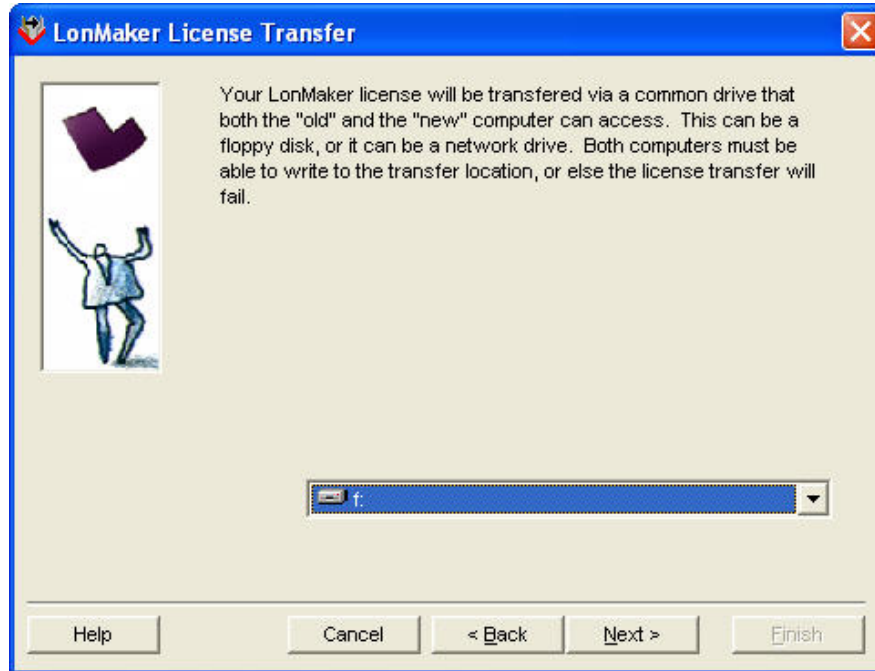 LonMaker License Transfer
Your LonMaker license will be transfered via a common drive that
both the "old" and the "new" computer can access. This can be a
floppy disk, or it can be a network drive. Both computers must be
able to write to the transfer location, or else the license transfer will
fail.
f:
Help Cancel < Back Next > Finish